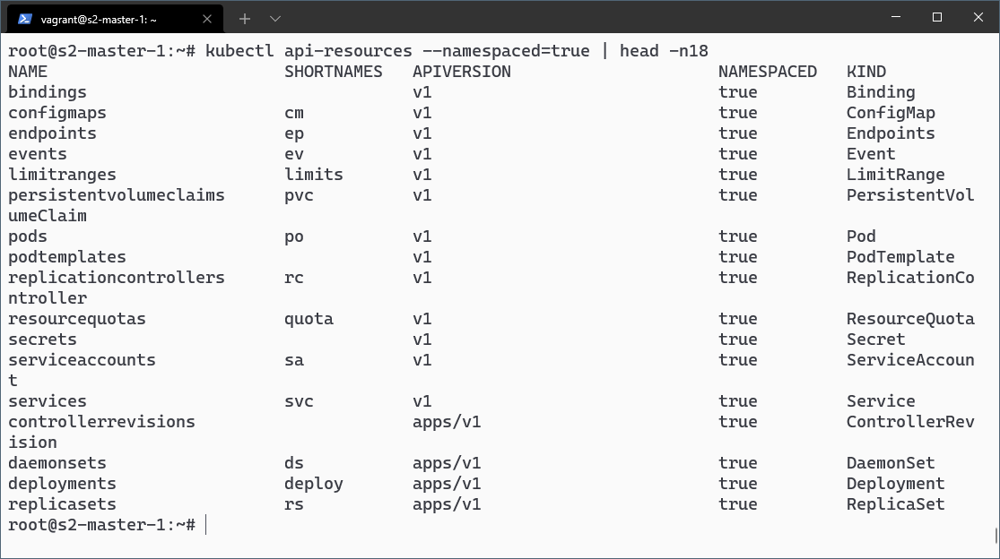 vagrant@s2-master-1: ~
root@s2-master-1:~# kubectl api-resources --namespaced=true | head -n18
NAME                        SHORTNAMES   APIVERSION                     NAMESPACED   KIND
bindings                                 v1                             true         Binding
configmaps                  cm           v1                             true         ConfigMap
endpoints                   ep           v1                             true         Endpoints
events                      ev           v1                             true         Event
limitranges                 limits       v1                             true         LimitRange
persistentvolumeclaims      pvc          v1                             true         PersistentVol
umeClaim
pods                        po           v1                             true         Pod
podtemplates                             v1                             true         PodTemplate
replicationcontrollers      rc           v1                             true         ReplicationCo
ntroller
resourcequotas              quota        v1                             true         ResourceQuota
secrets                                  v1                             true         Secret
serviceaccounts             sa           v1                             true         ServiceAccoun
t
services                    svc          v1                             true         Service
controllerrevisions                      apps/v1                        true         ControllerRev
ision
daemonsets                  ds           apps/v1                        true         DaemonSet
deployments                 deploy       apps/v1                        true         Deployment
replicasets                 rs           apps/v1                        true         ReplicaSet
root@s2-master-1:~#